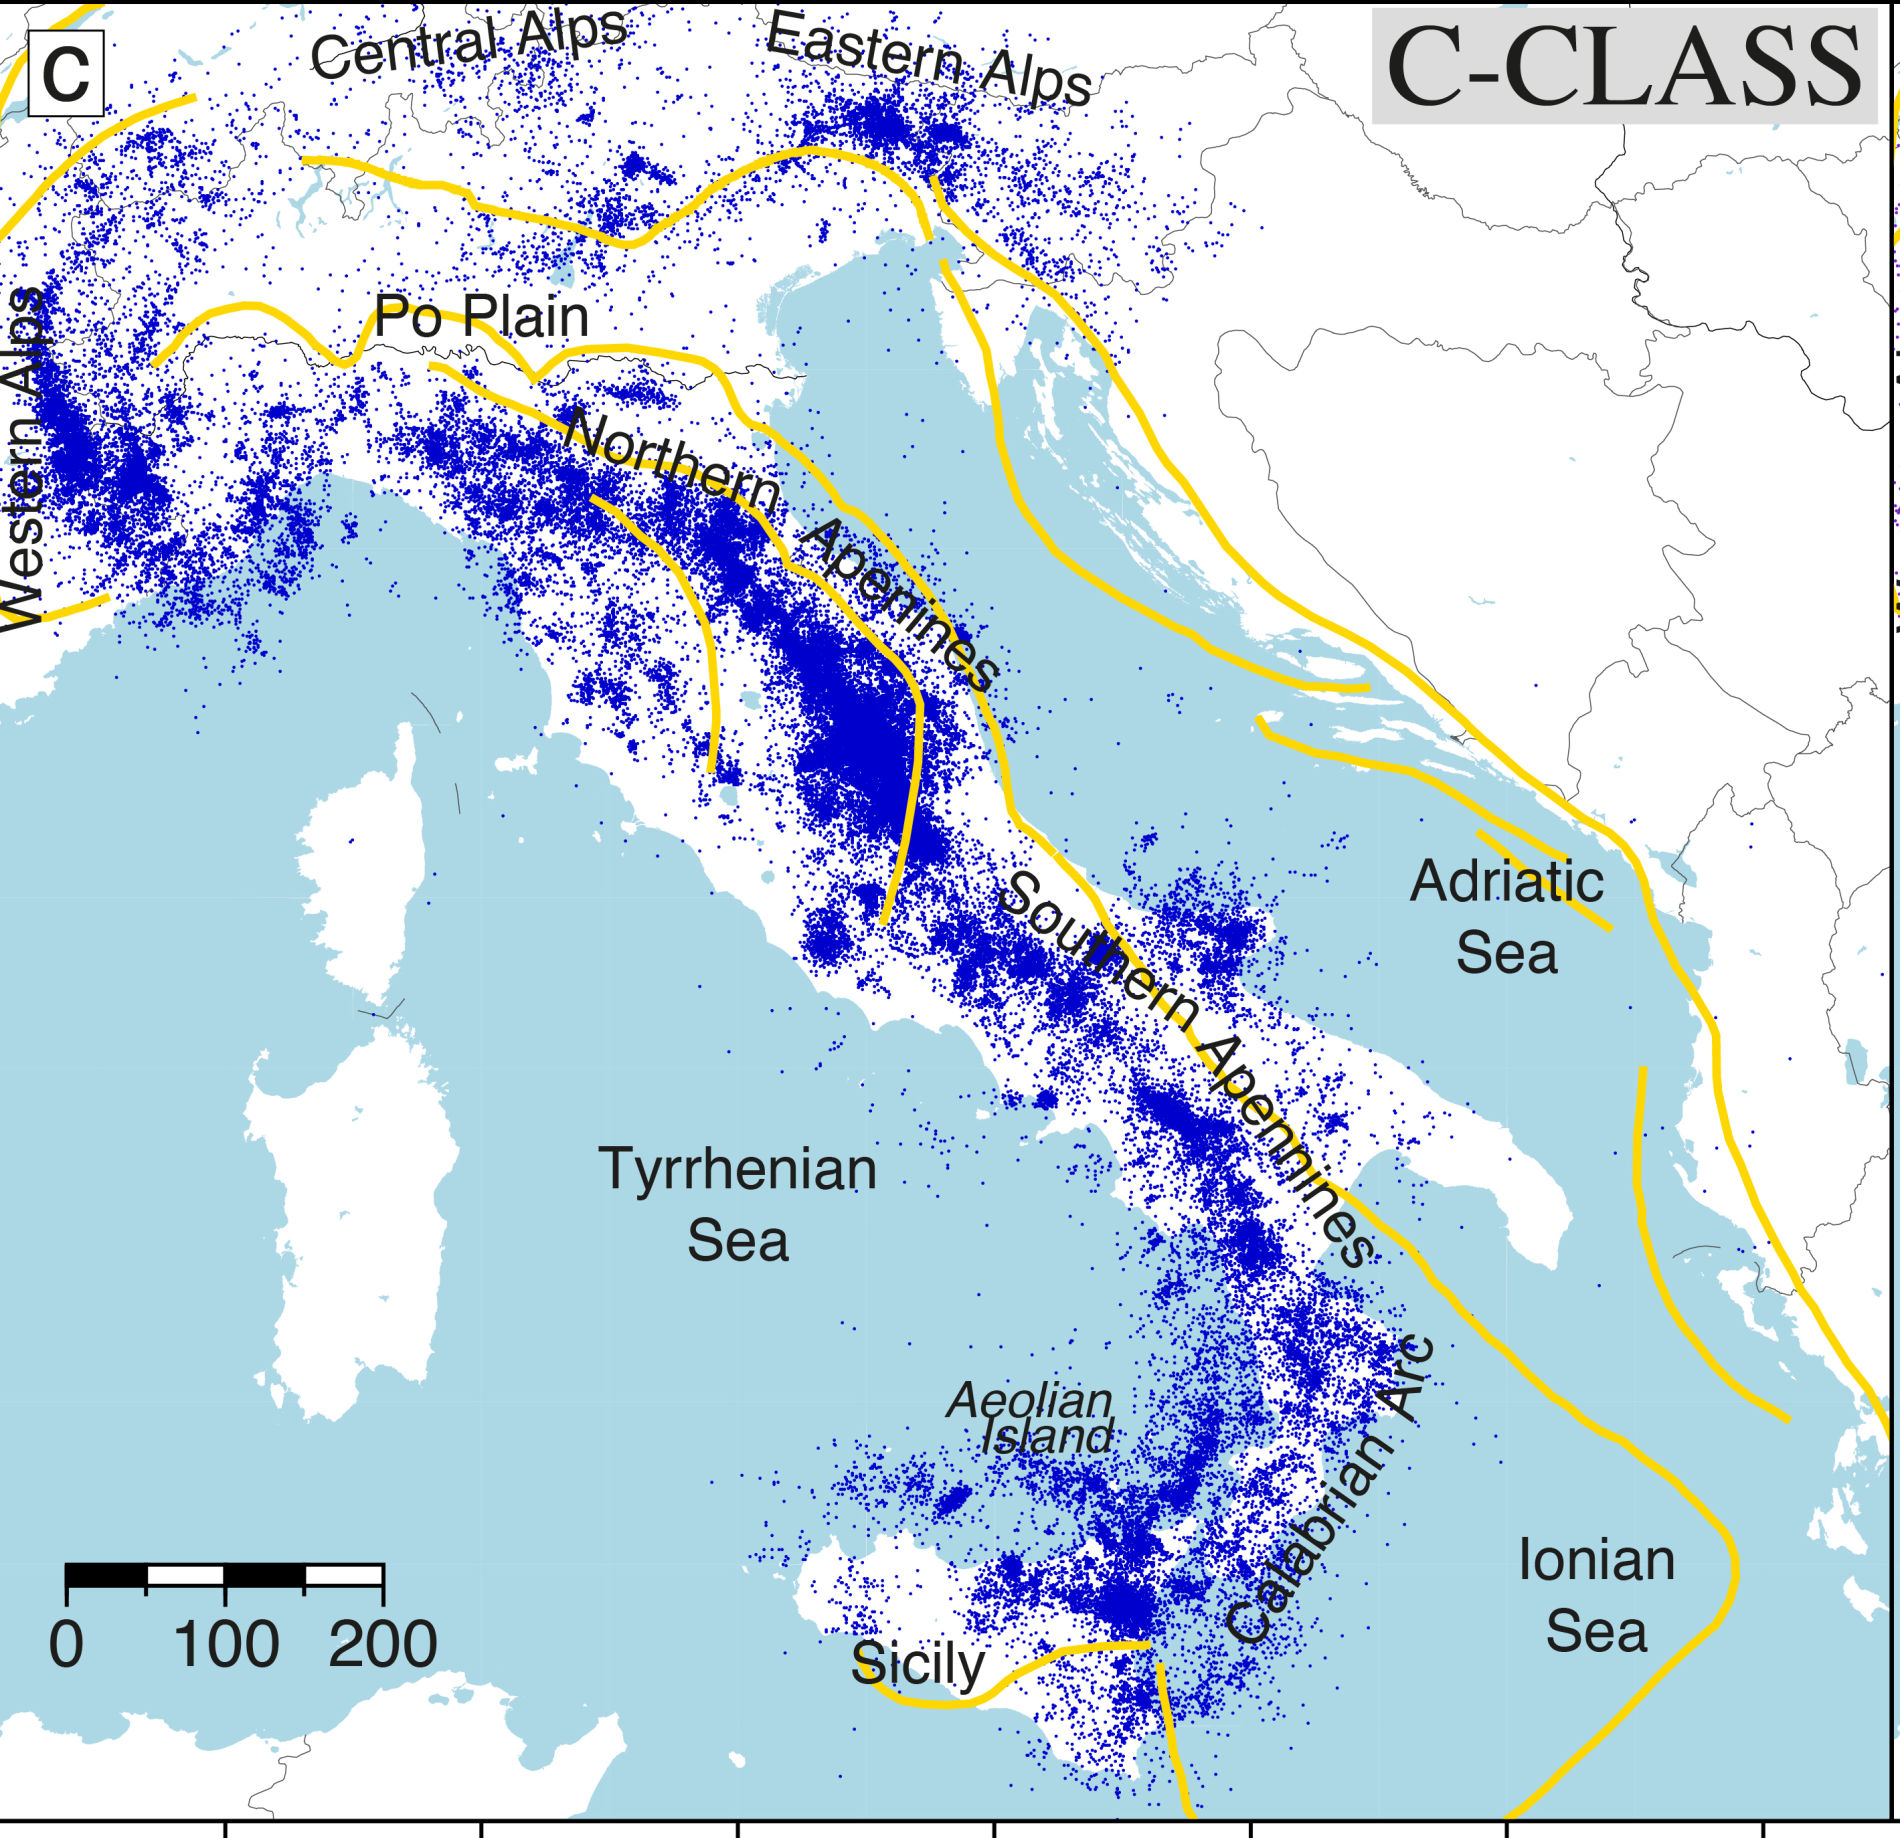 C
Central Alps
Eastern Alps
C-CLASS
Western Alps
Po Plain
Northern Apenines
Southern Apennines
Adriatic
Sea
Tyrrhenian
Sea
Aeolian
Island
Calabrian Arc
Ionian
Sea
Sicily
0 100 200